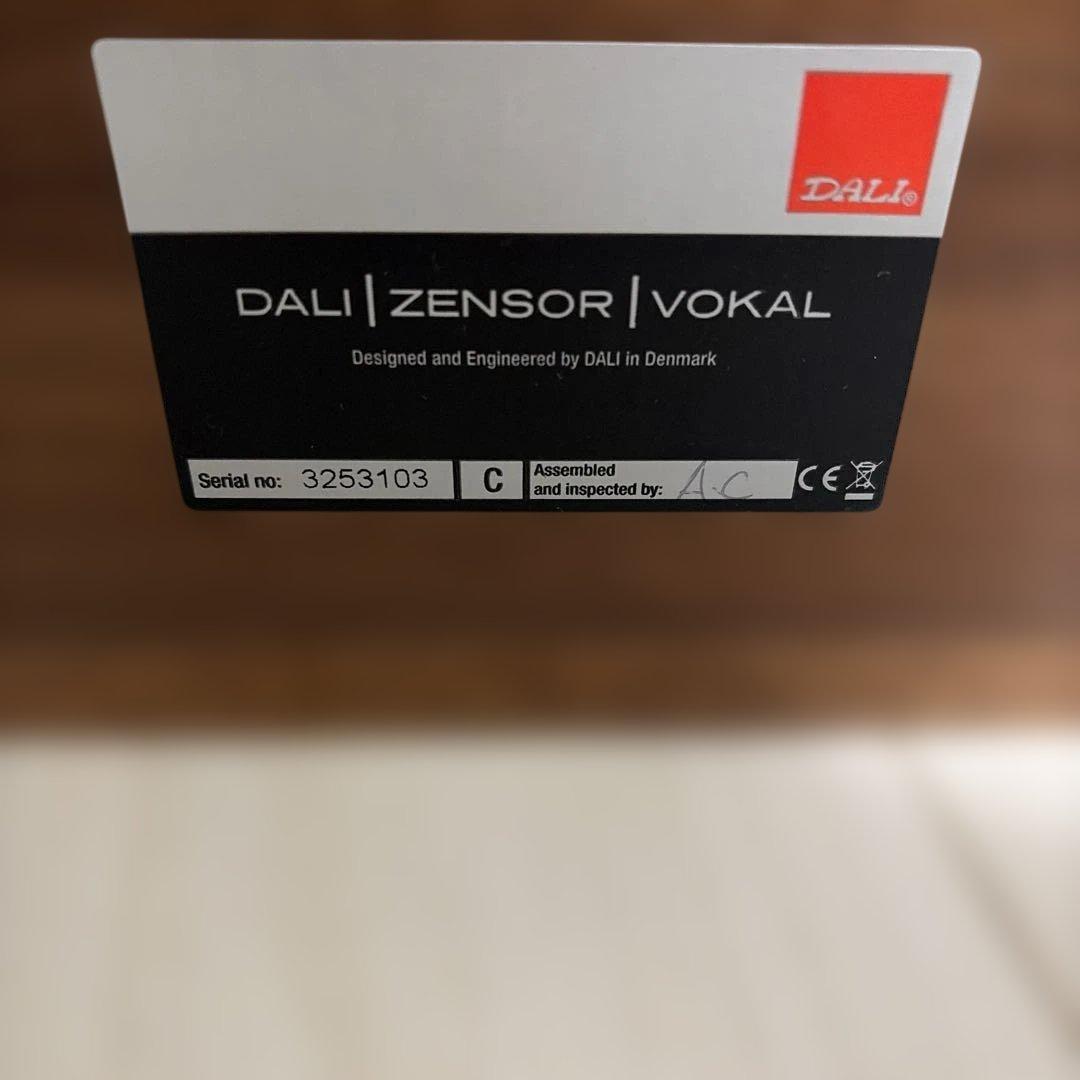 DALI®
DALI | ZENSOR | VOKAL
Designed and Engineered by DALI in Denmark
Serial no: 3253103
C
Assembled
and inspected by: A.C
CE